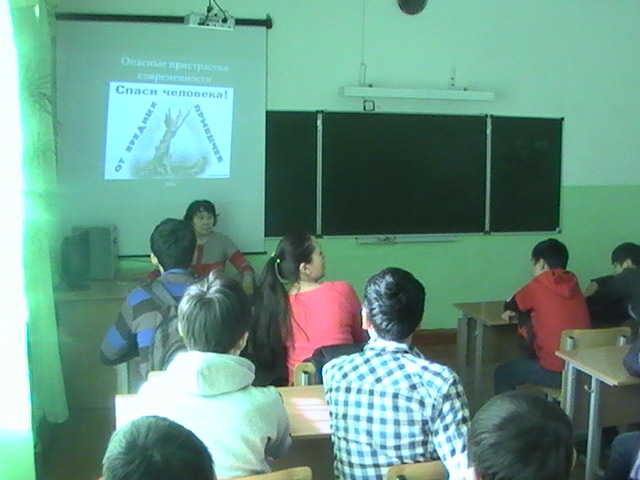 Опасные пристрастия
современности
Спаси человека!
от вредных
привычек